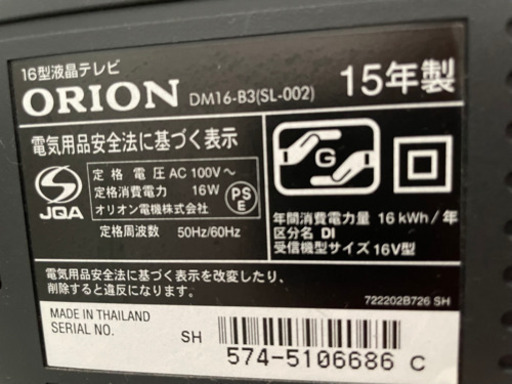 16型液晶テレビ
ORION DM16-B3(SL-002) 15年製
電気用品安全法に基づく表示
定格電圧 AC 100V～
定格消費電力 16W
オリオン電機株式会社
定格周波数 50Hz/60Hz
JQA
PS
E
G
年間消費電力量 16 kWh/年
区分名 DI
受信機型サイズ 16V型
電気用品安全法に基づく表示を改変したり、
削除すると違反になります。
722202B726 SH
MADE IN THAILAND
SERIAL NO.
SH
574-5106686 C